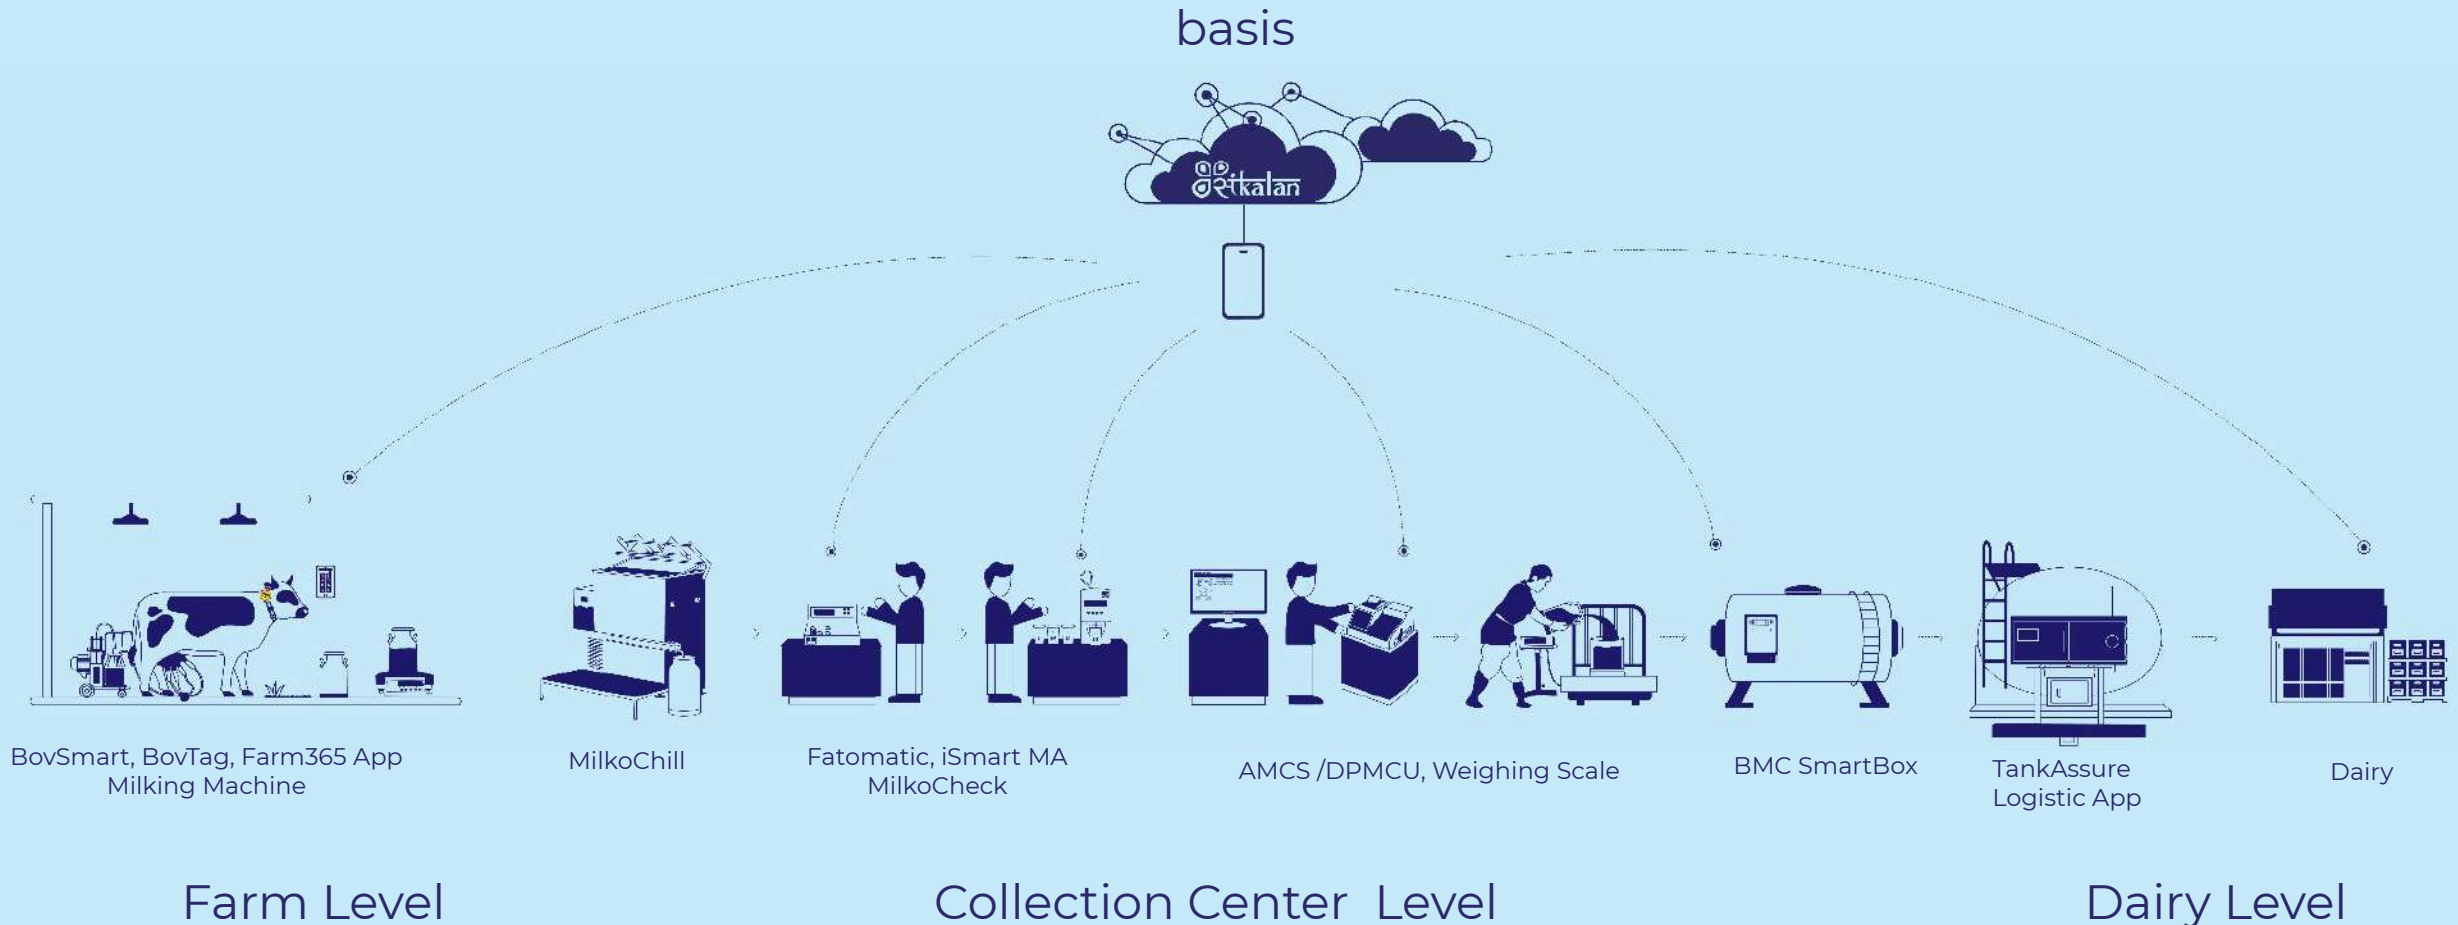 basis
संkalan
BovSmart, BovTag, Farm365 App
Milking Machine
MilkoChill
Fatomatic, iSmart MA
MilkoCheck
AMCS /DPMCU, Weighing Scale
BMC SmartBox
TankAssure
Logistic App
Dairy
Farm Level
Collection Center  Level
Dairy Level